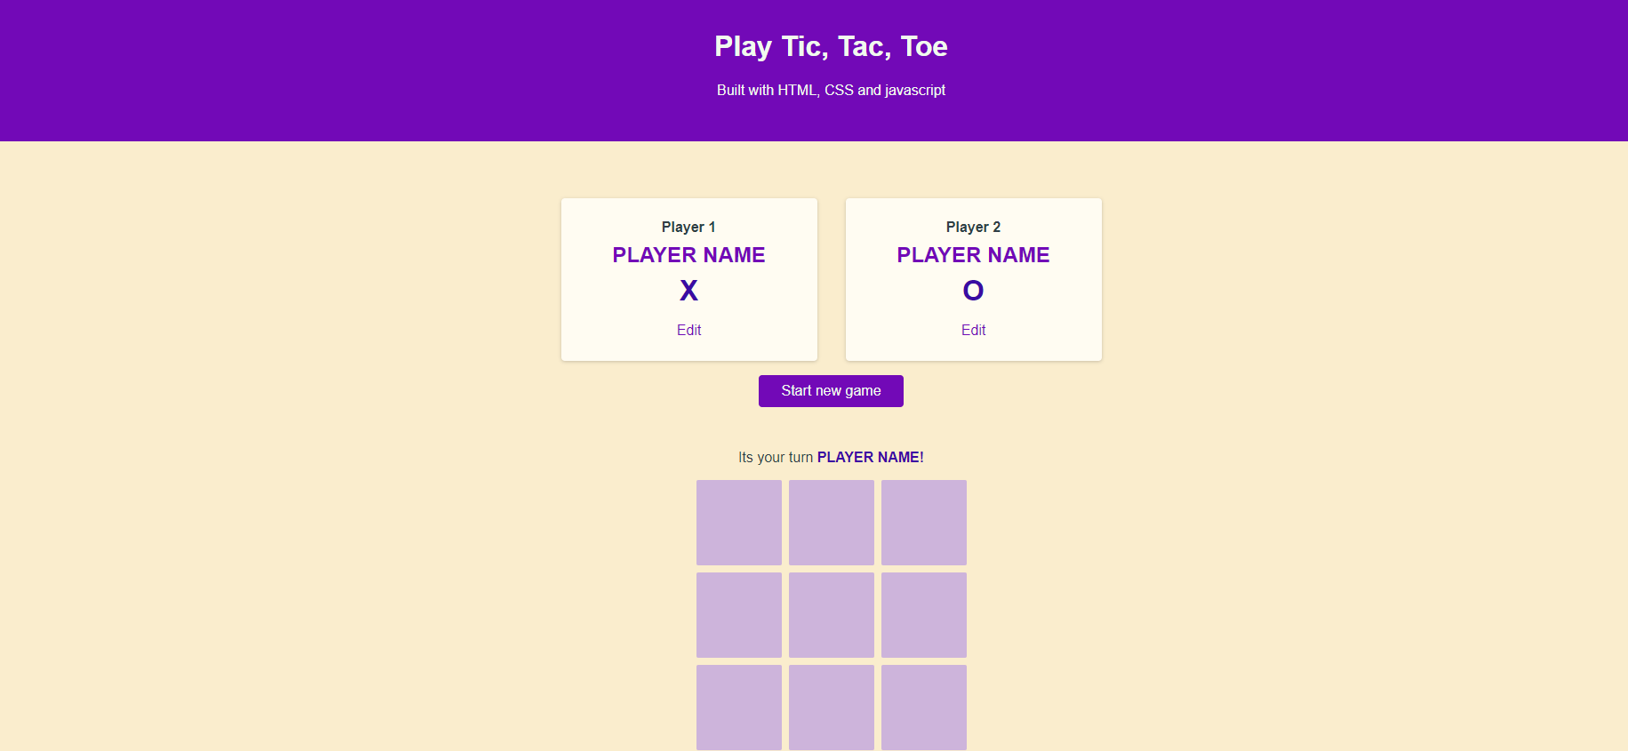 Play Tic, Tac, Toe
Built with HTML, CSS and javascript
Player 1
PLAYER NAME
X
Edit
Player 2
PLAYER NAME
O
Edit
Start new game
Its your turn PLAYER NAME!